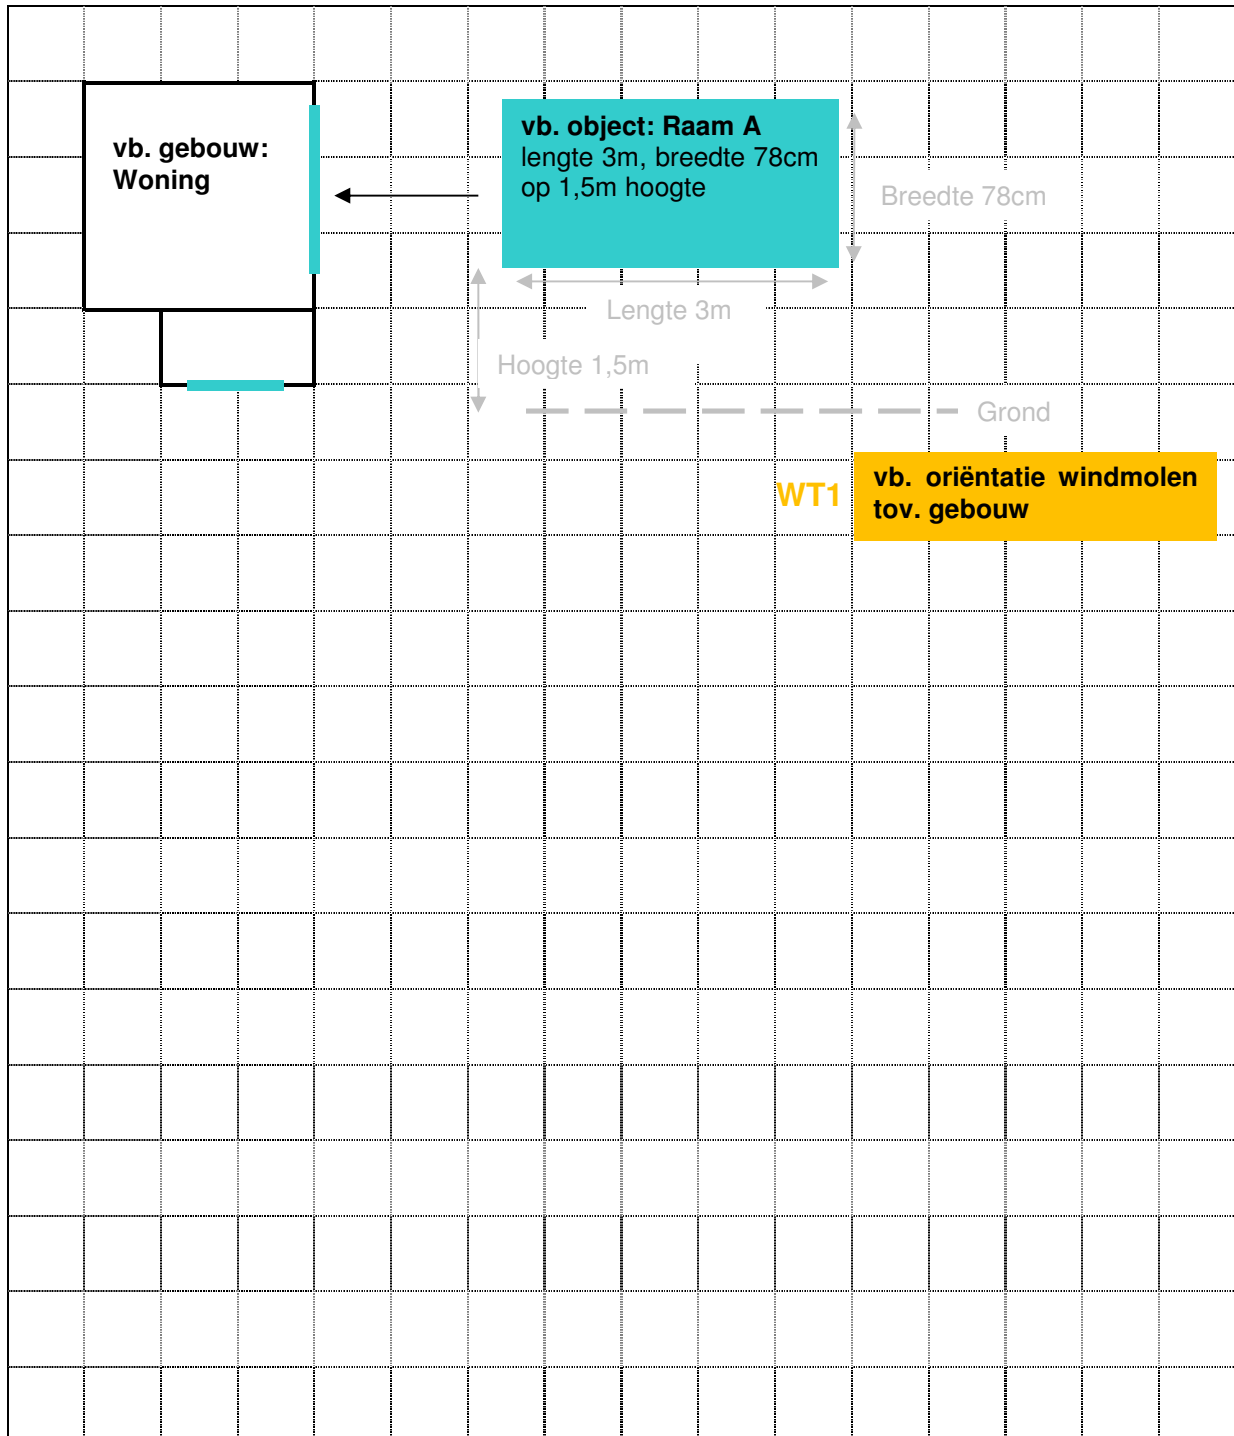 vb. gebouw:
Woning
vb. object: Raam A
lengte 3m, breedte 78cm
op 1,5m hoogte
Breedte 78cm
Lengte 3m
Hoogte 1,5m
Grond
WT1
vb. oriëntatie windmolen
tov. gebouw